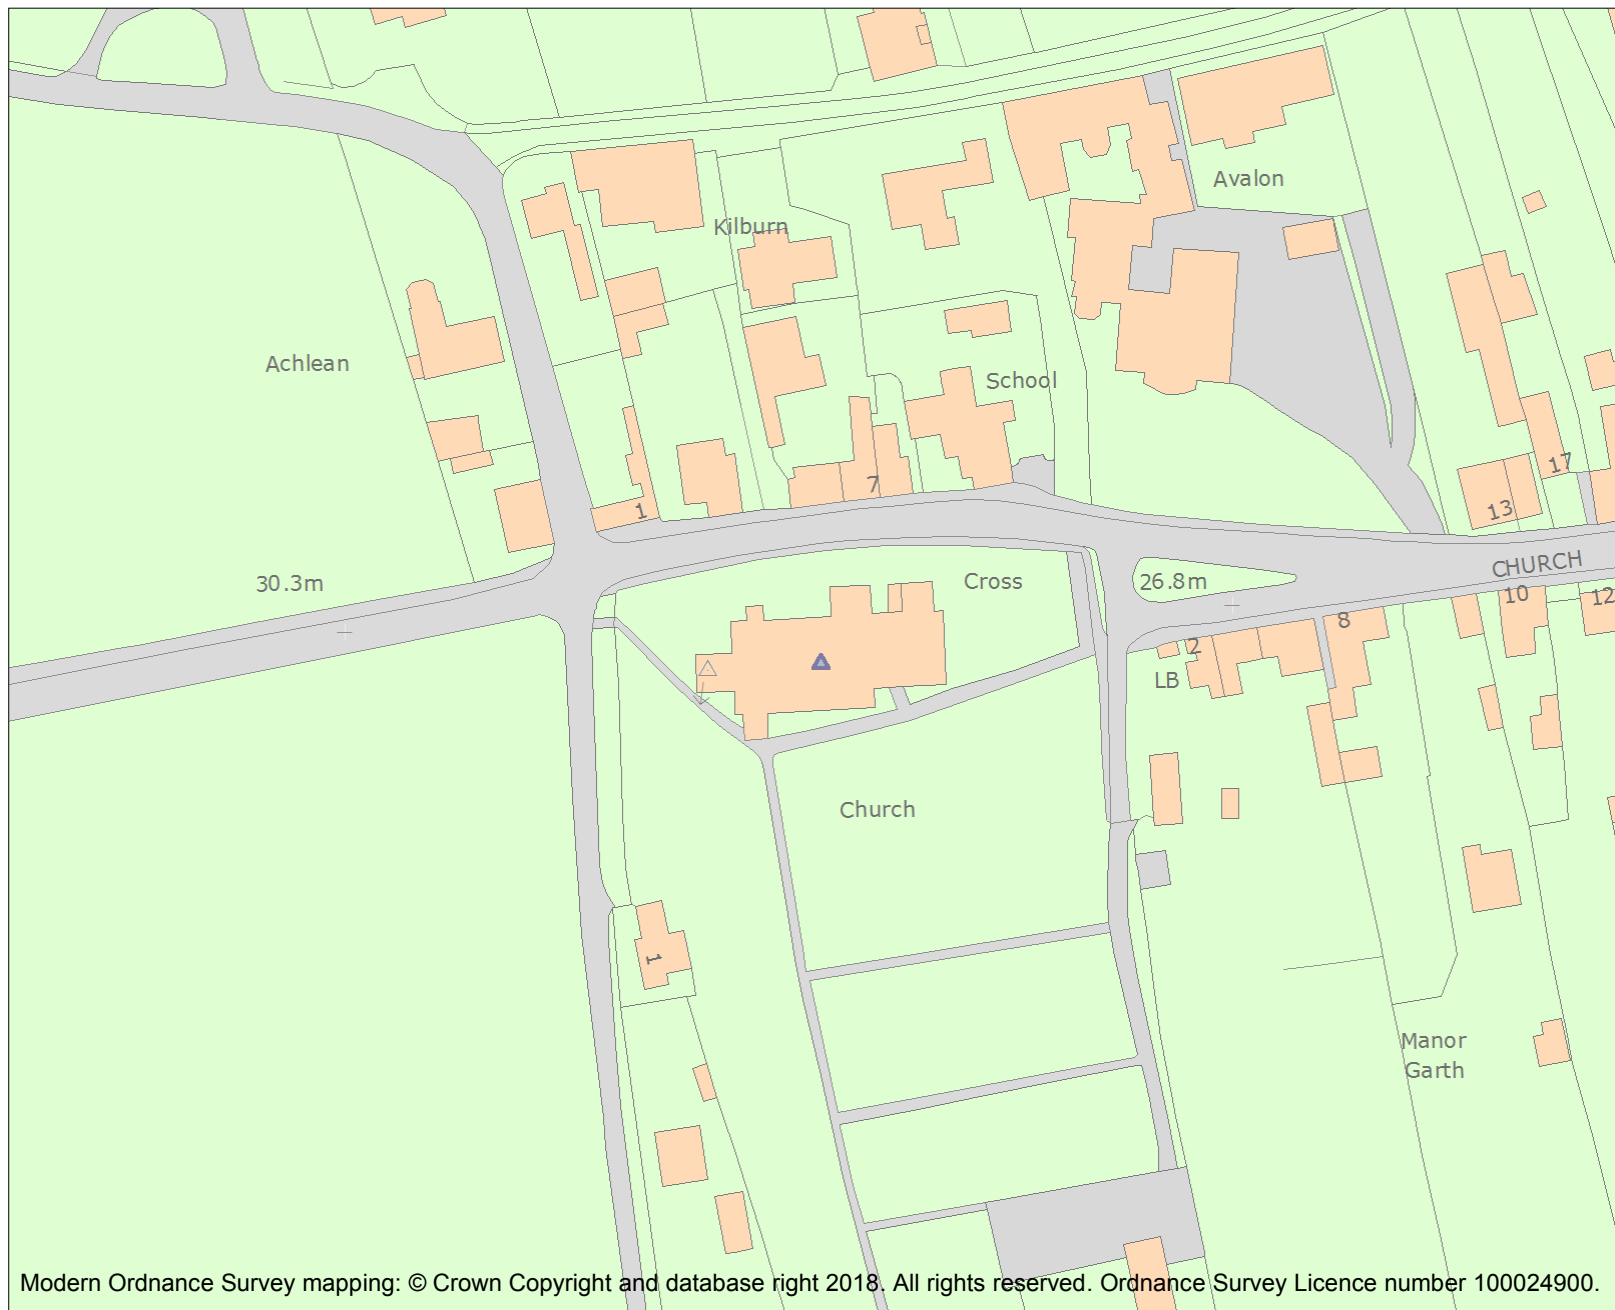 Avalon
Kilburn
Achlean
School
17
7
1
13
CHURCH
30.3m
Cross
26.8m
10
12
8
2
LB
Church
1
Manor
Garth
Modern Ordnance Survey mapping: © Crown Copyright and database right 2018. All rights reserved. Ordnance Survey Licence number 100024900.